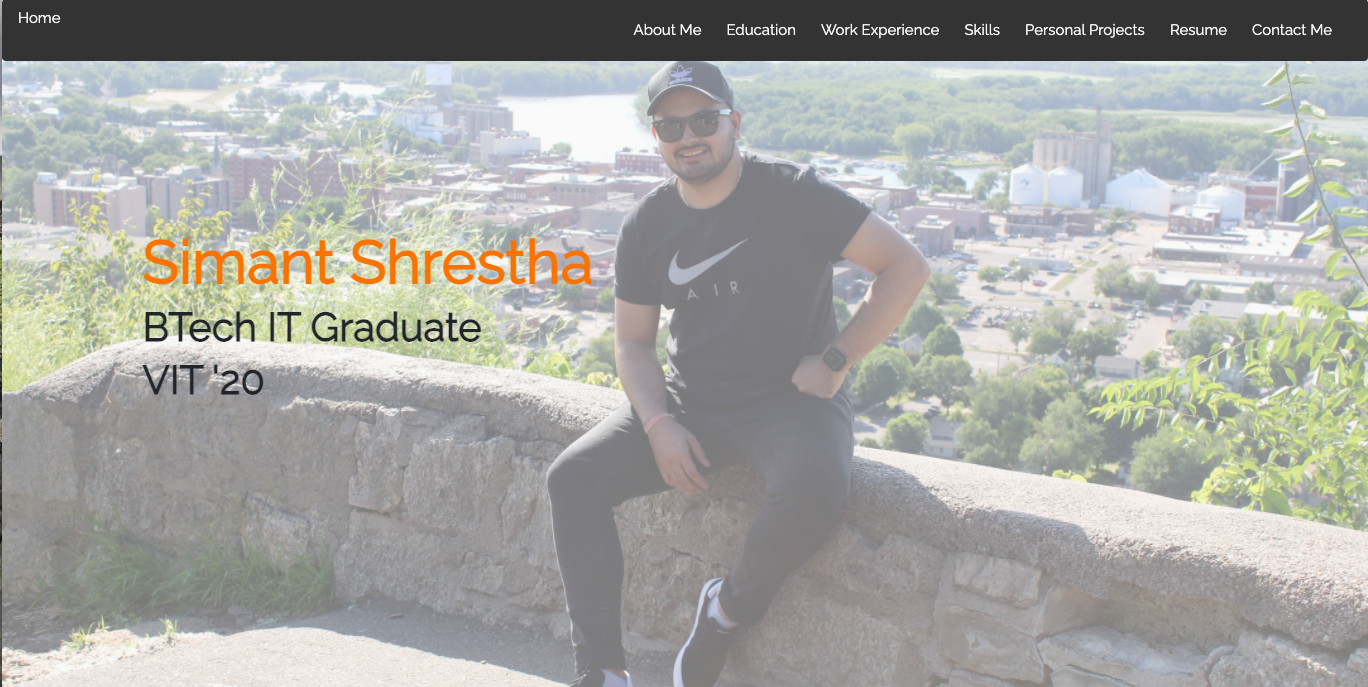 Home
About Me Education Work Experience Skills Personal Projects Resume Contact Me
Simant Shrestha
BTech IT Graduate
VIT '20
AIR